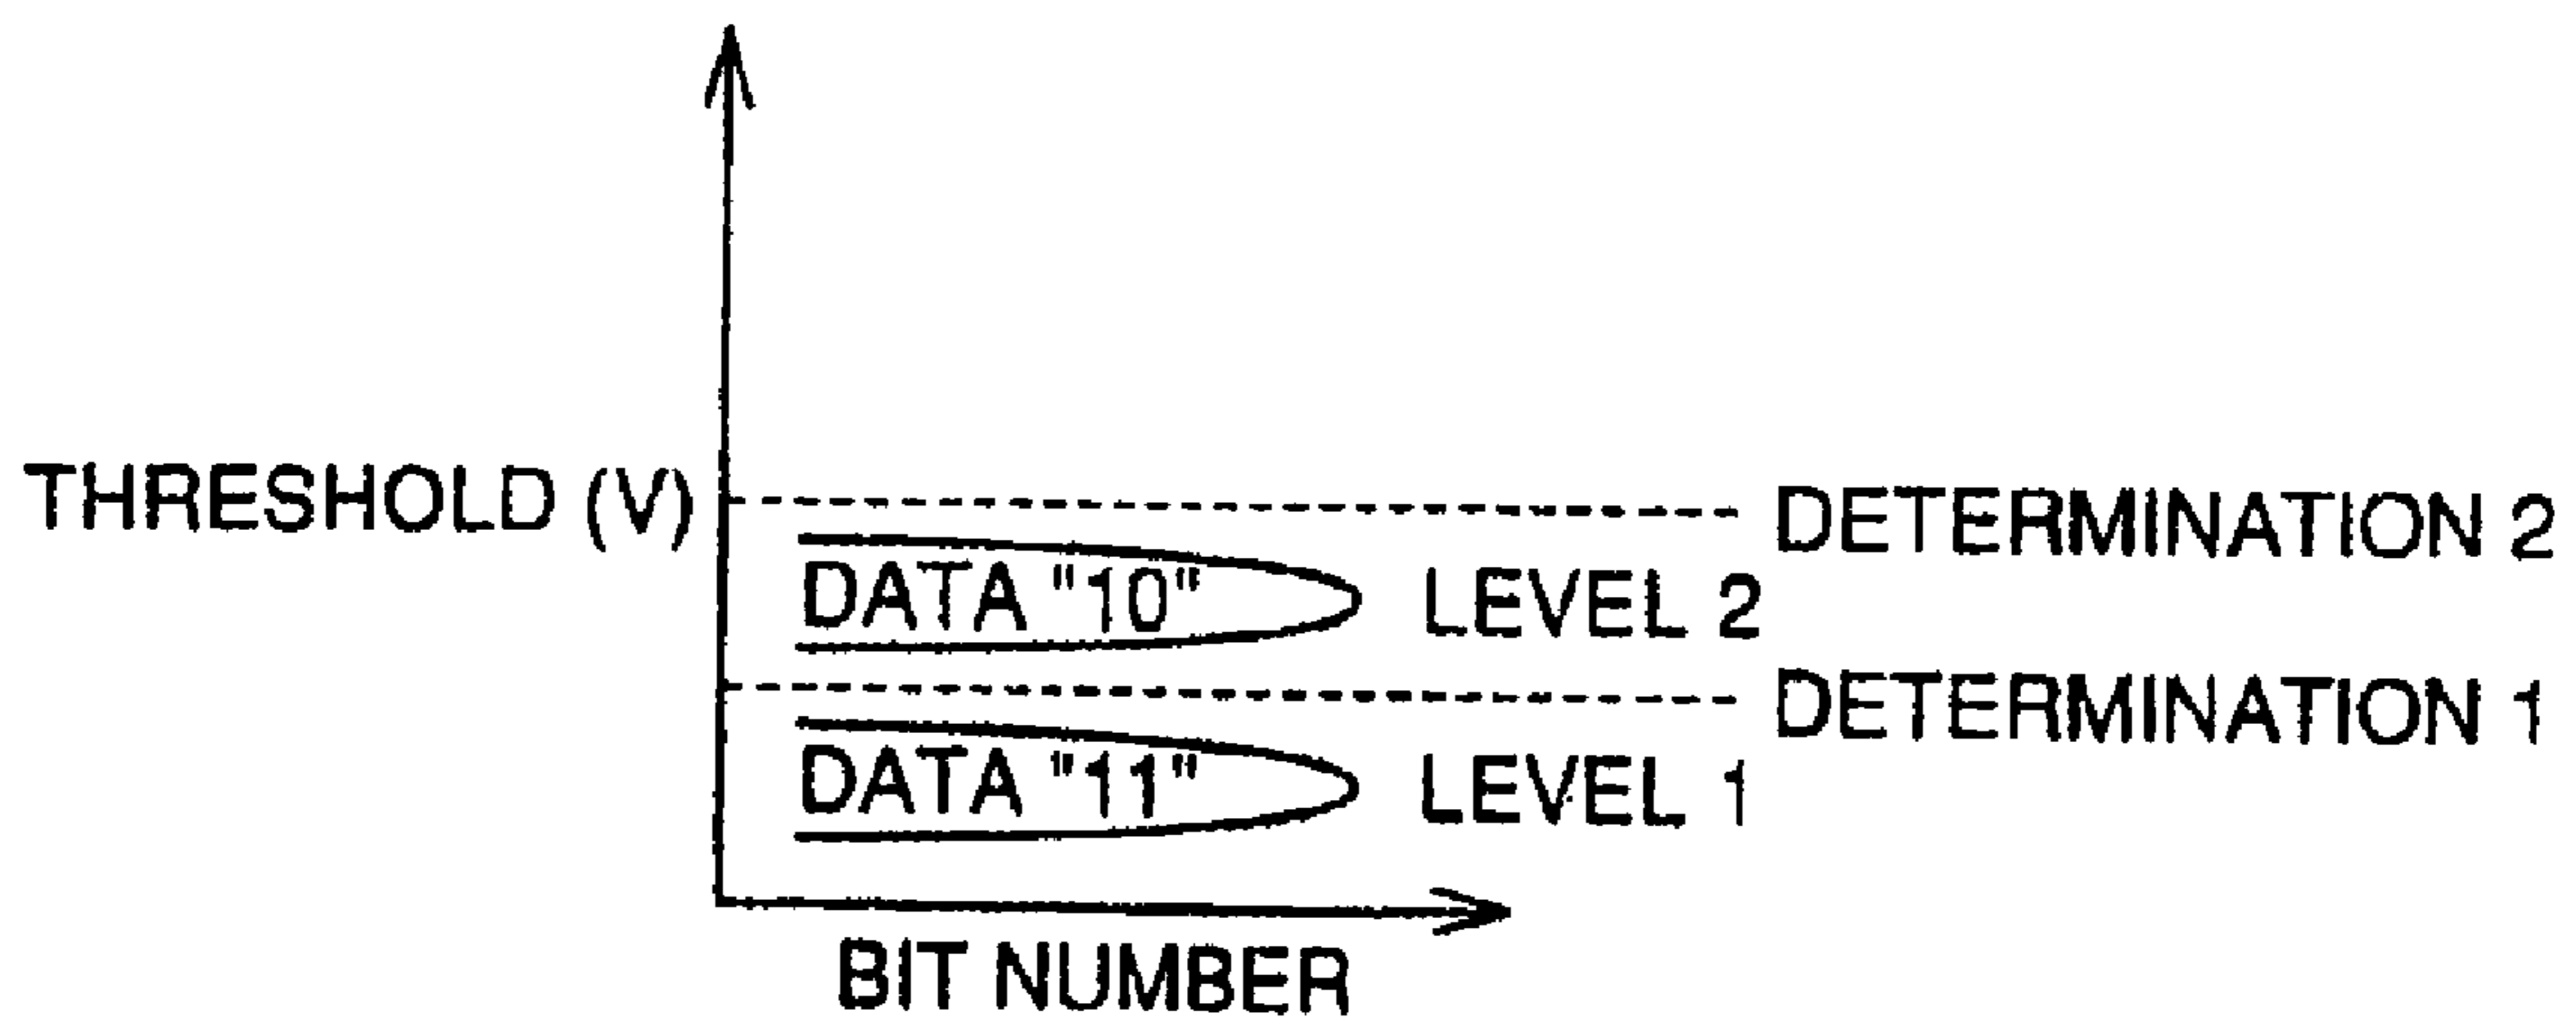 THRESHOLD (V)
DETERMINATION 2
DATA "10" LEVEL 2
DETERMINATION 1
DATA "11" LEVEL 1
BIT NUMBER